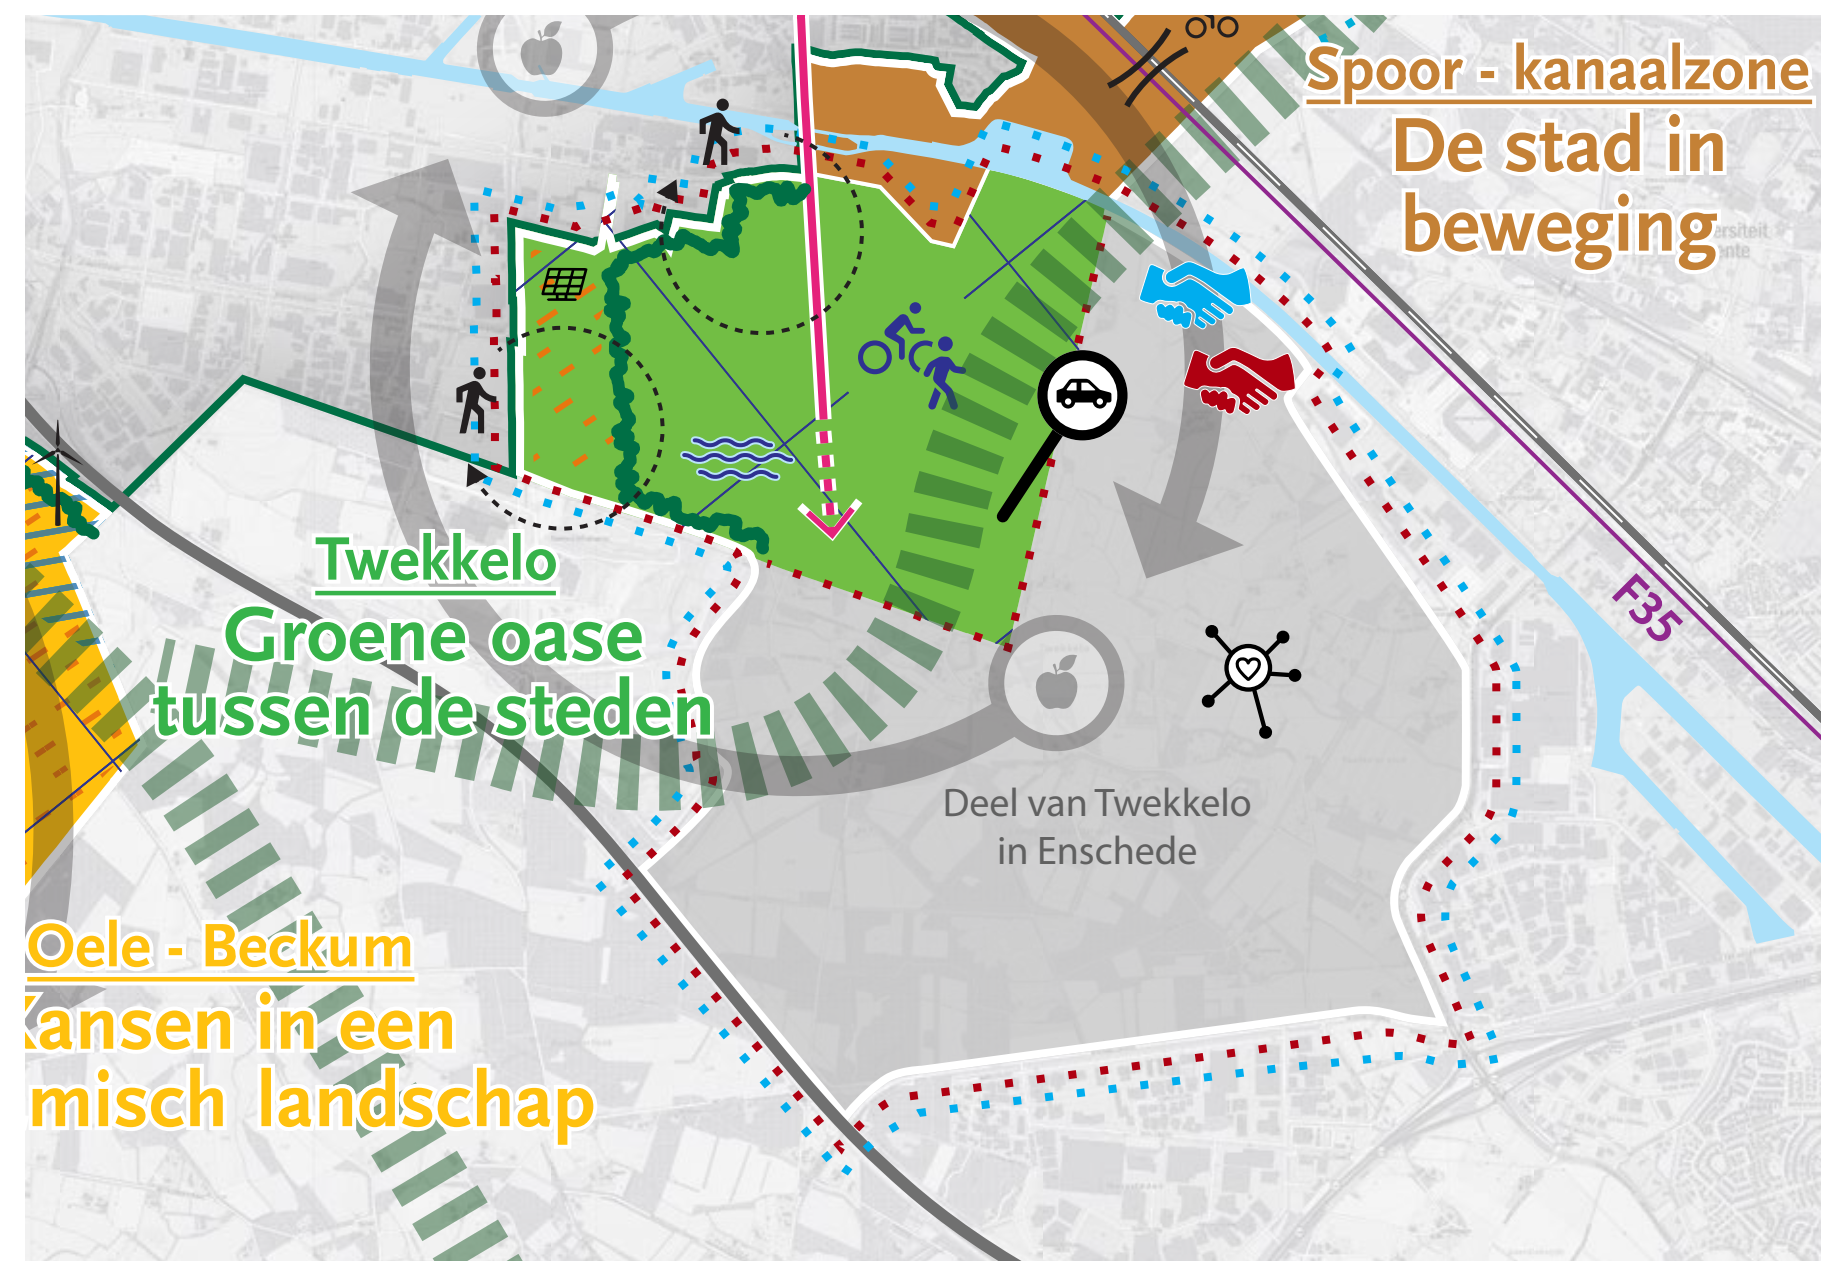 Spoor - kanaalzone
De stad in
beweging
F35
Twekkelo
Groene oase
tussen de steden
Deel van Twekkelo
in Enschede
Oele - Beckum
Kansen in een
misch landschap